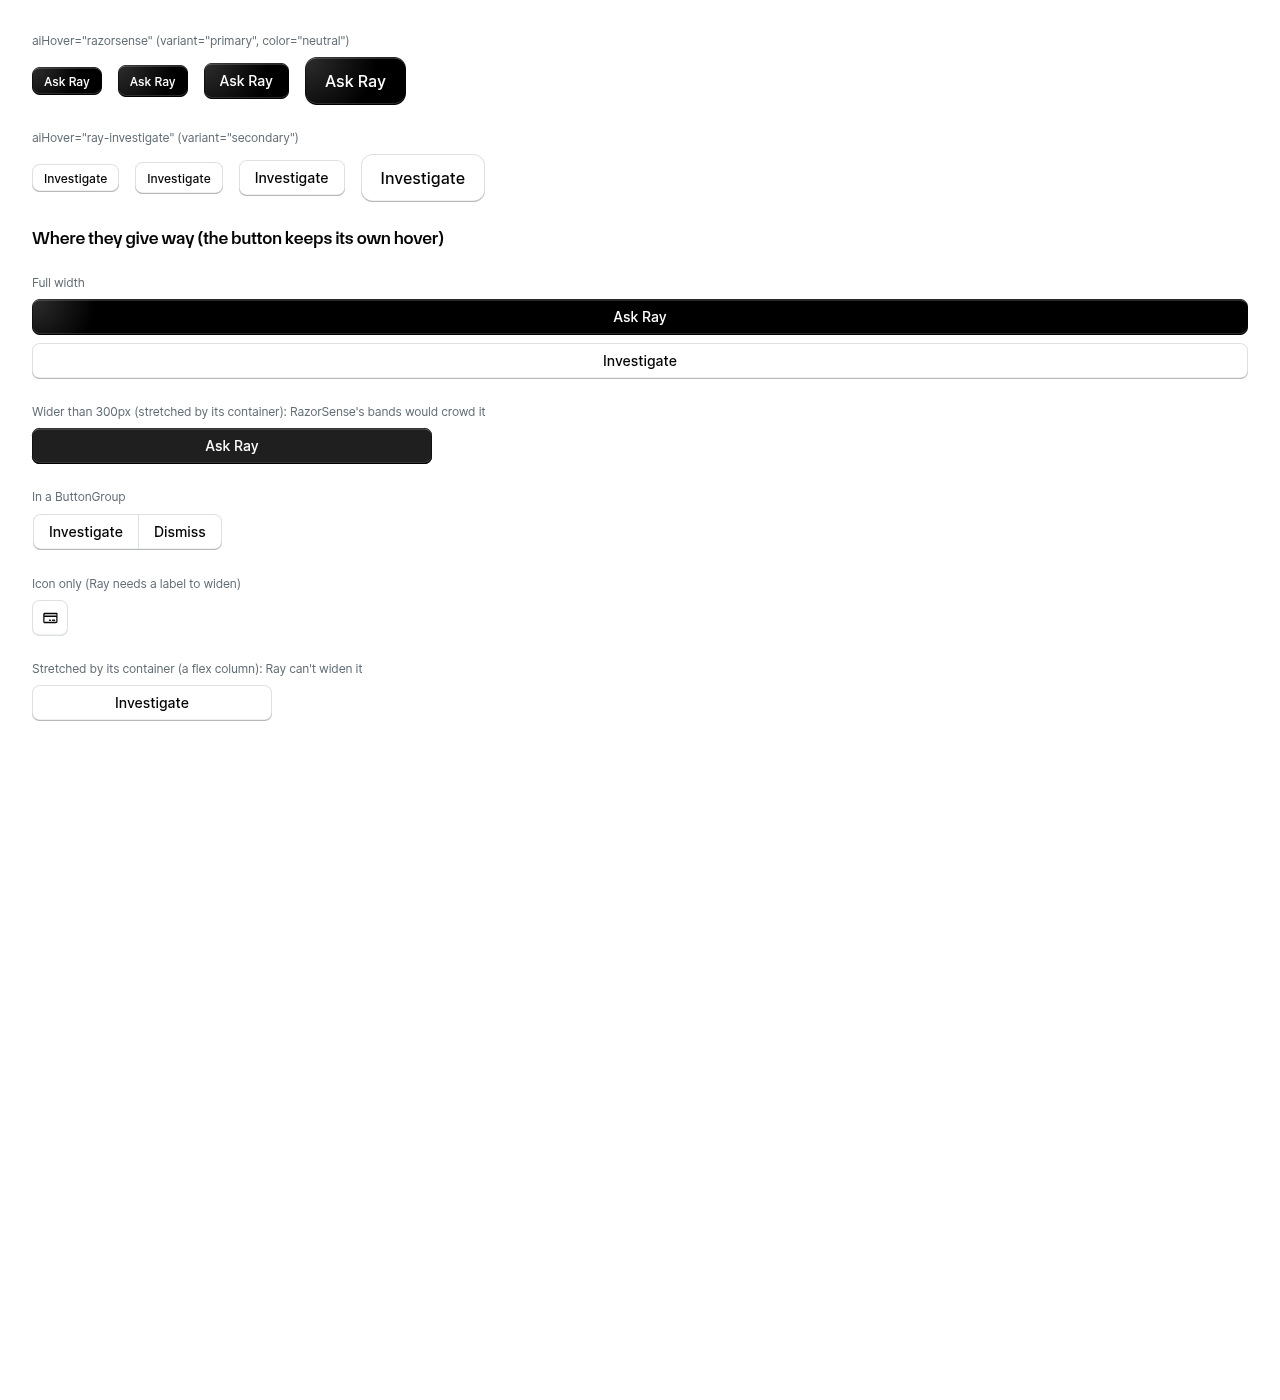 aiHover="razorsense" (variant="primary", color="neutral")
Ask Ray Ask Ray Ask Ray Ask Ray
aiHover="ray-investigate" (variant="secondary")
Investigate Investigate Investigate Investigate
Where they give way (the button keeps its own hover)
Full width
Ask Ray
Investigate
Wider than 300px (stretched by its container): RazorSense's bands would crowd it
Ask Ray
In a ButtonGroup
Investigate Dismiss
Icon only (Ray needs a label to widen)
Stretched by its container (a flex column): Ray can't widen it
Investigate